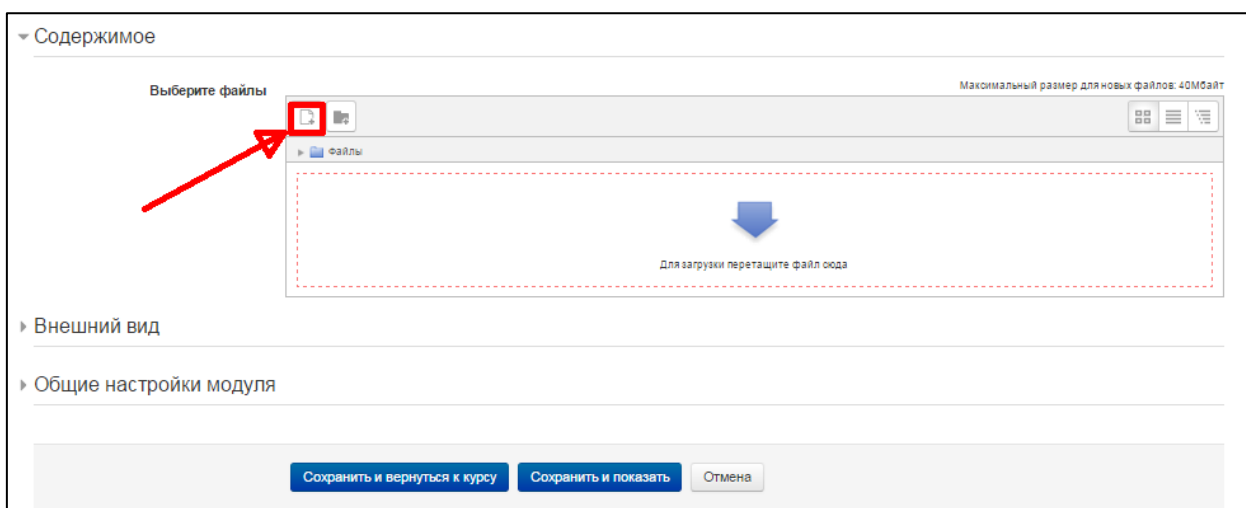 Содержимое
Выберите файлы
Максимальный размер для новых файлов: 40Мбайт
Файлы
Для загрузки перетащите файл сюда
Внешний вид
Общие настройки модуля
Сохранить и вернуться к курсу Сохранить и показать Отмена